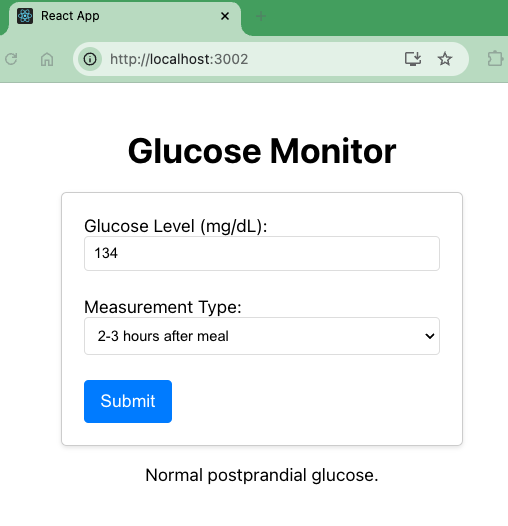 React App
http://localhost:3002
Glucose Monitor
Glucose Level (mg/dL):
134
Measurement Type:
2-3 hours after meal
Submit
Normal postprandial glucose.